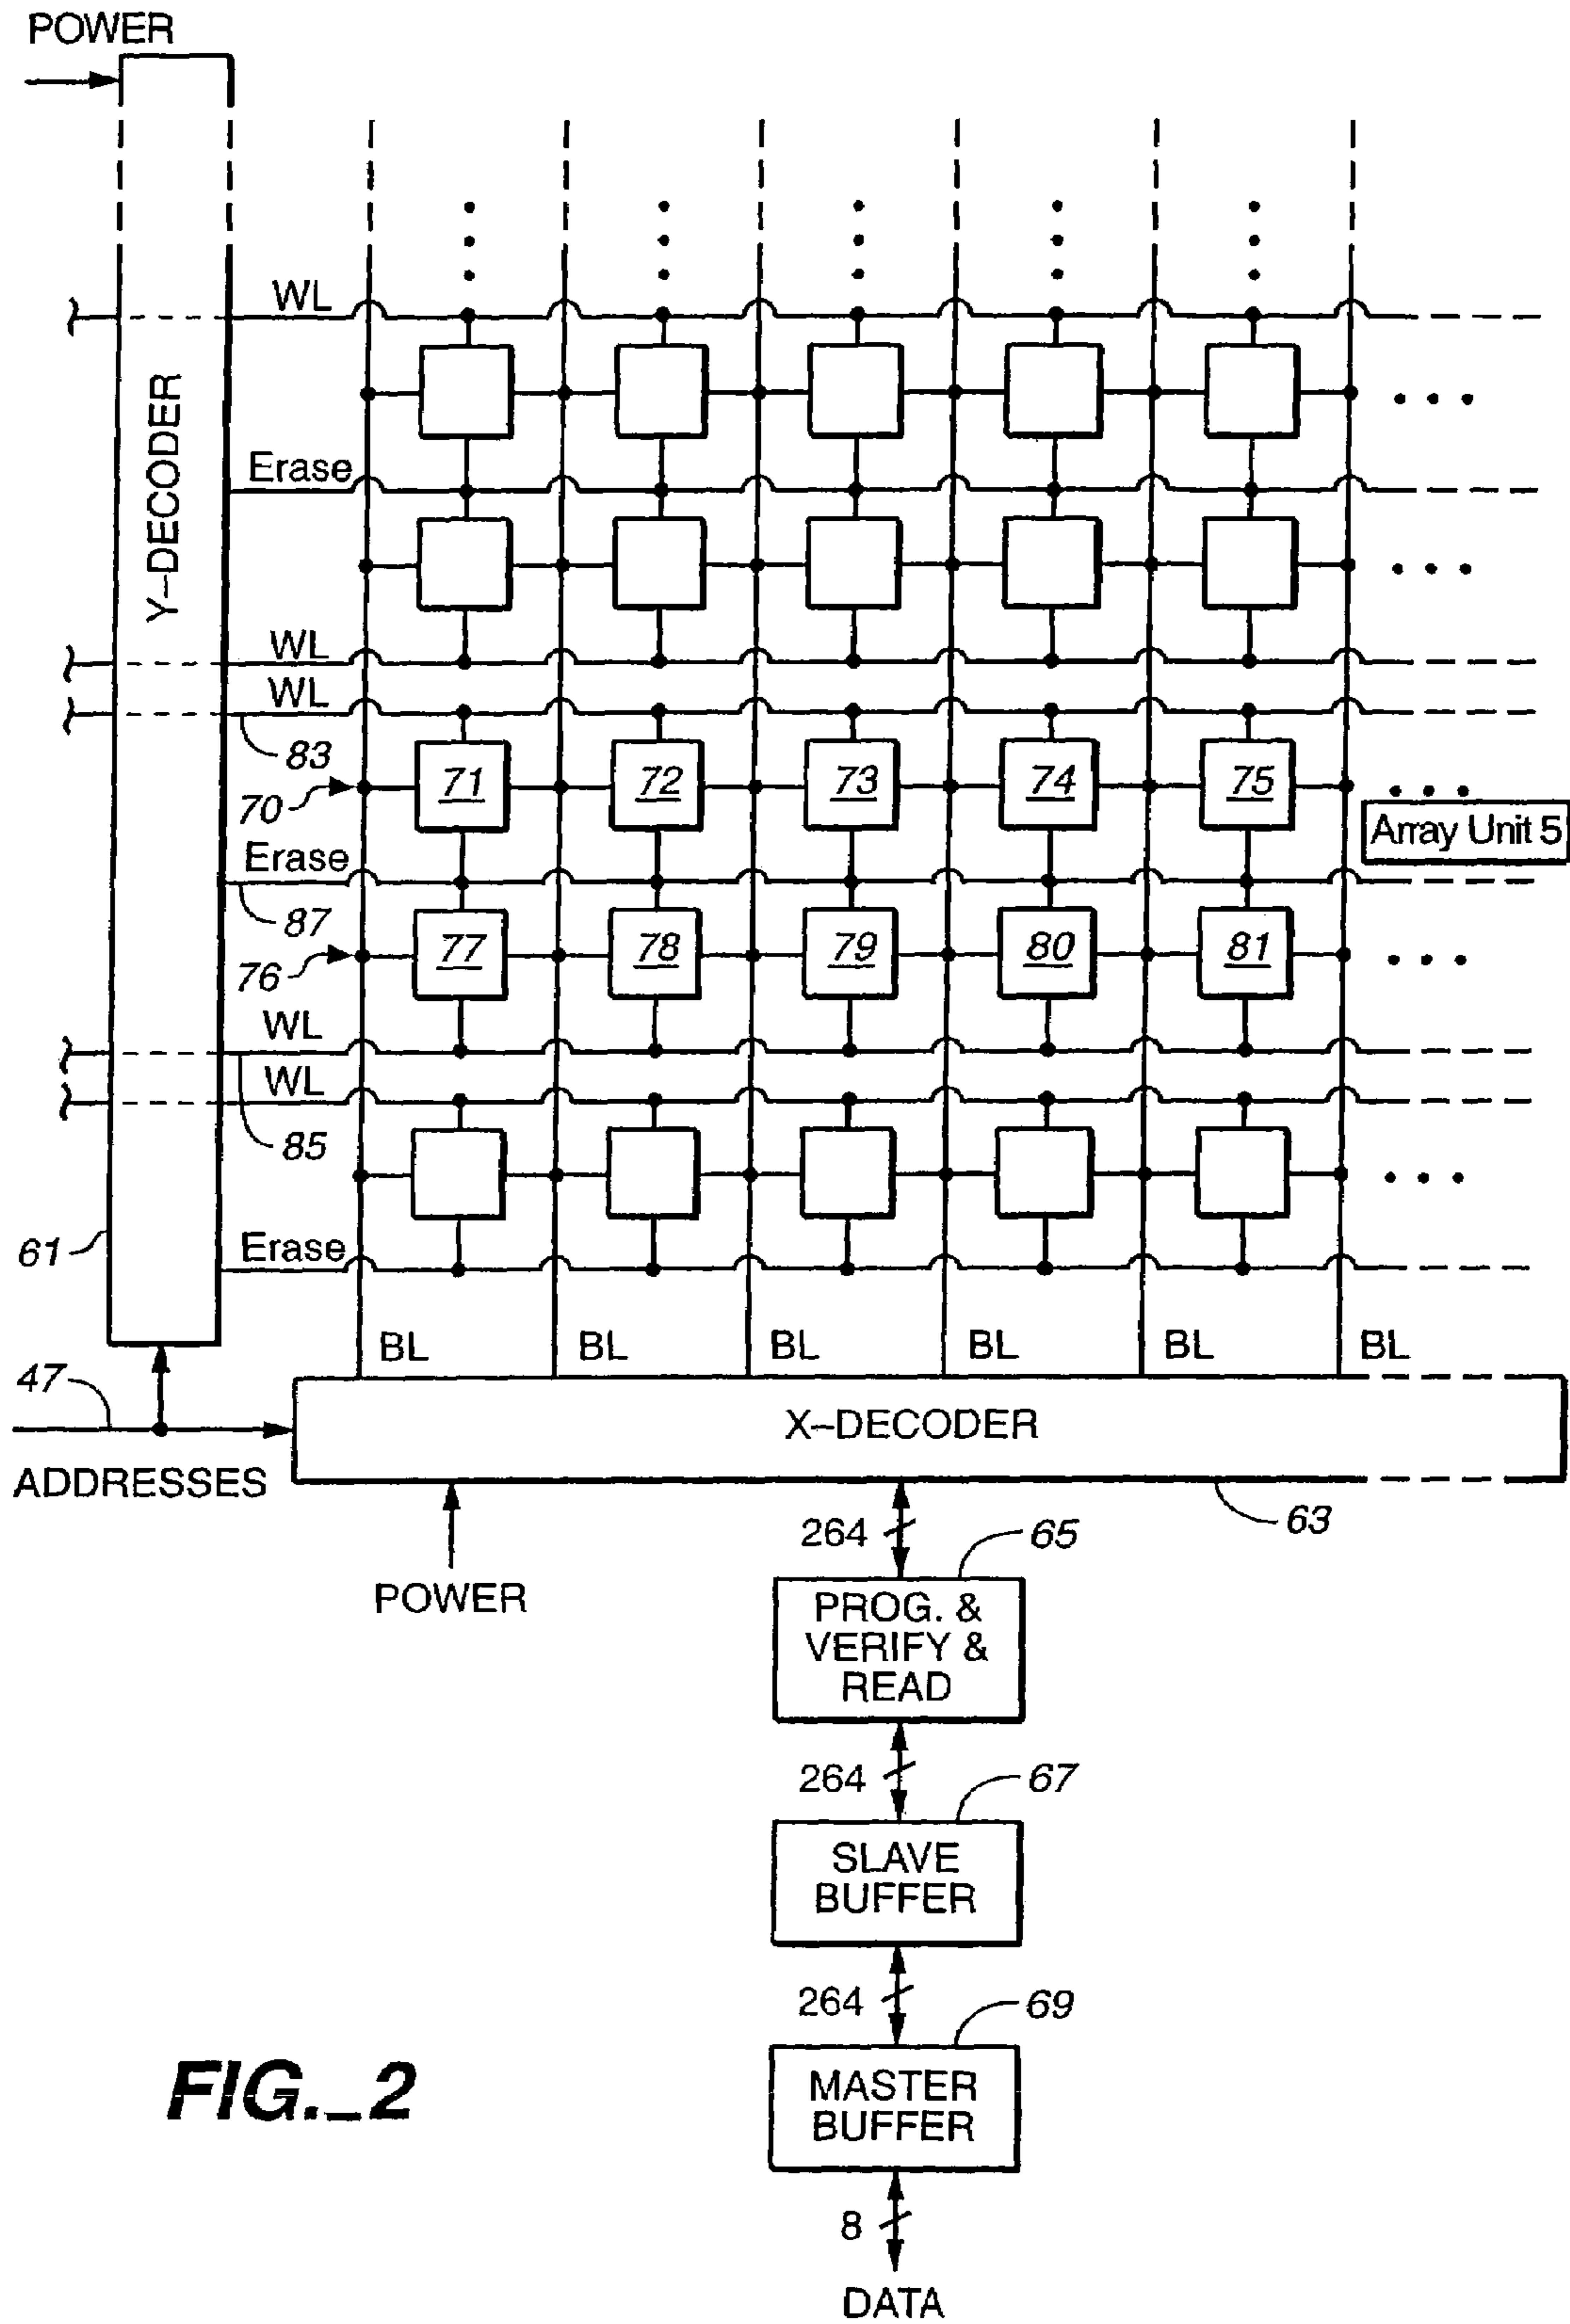 POWER
WL
Y-DECODER
Erase
WL
WL
83
71 72 73 74 75
70
Array Unit 5
Erase
87
77 78 79 80 81
76
WL
WL
85
61
Erase
BL BL BL BL BL BL
47
X-DECODER
ADDRESSES
63
264
65
POWER
PROG. &
VERIFY &
READ
264
67
SLAVE
BUFFER
264
69
MASTER
BUFFER
FIG._2
8
DATA